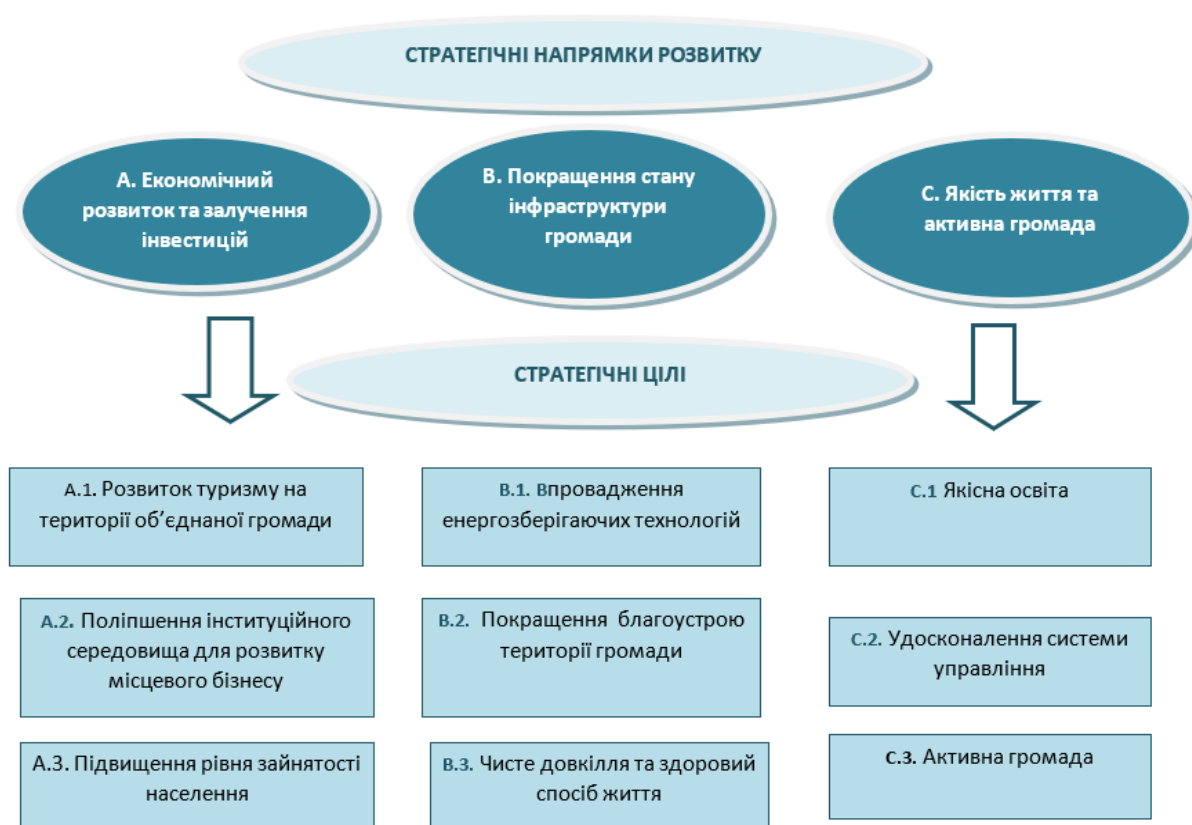 СТРАТЕГІЧНІ НАПРЯМКИ РОЗВИТКУ
А. Економічний
розвиток та залучення
інвестицій
В. Покращення стану
інфраструктури
громади
С. Якість життя та
активна громада
СТРАТЕГІЧНІ ЦІЛІ
А.1. Розвиток туризму на
території об’єднаної громади
А.2. Поліпшення інституційного
середовища для розвитку
місцевого бізнесу
А.3. Підвищення рівня зайнятості
населення
В.1. Впровадження
енергозберігаючих технологій
В.2. Покращення благоустрою
території громади
В.3. Чисте довкілля та здоровий
спосіб життя
С.1 Якісна освіта
С.2. Удосконалення системи
управління
С.3. Активна громада